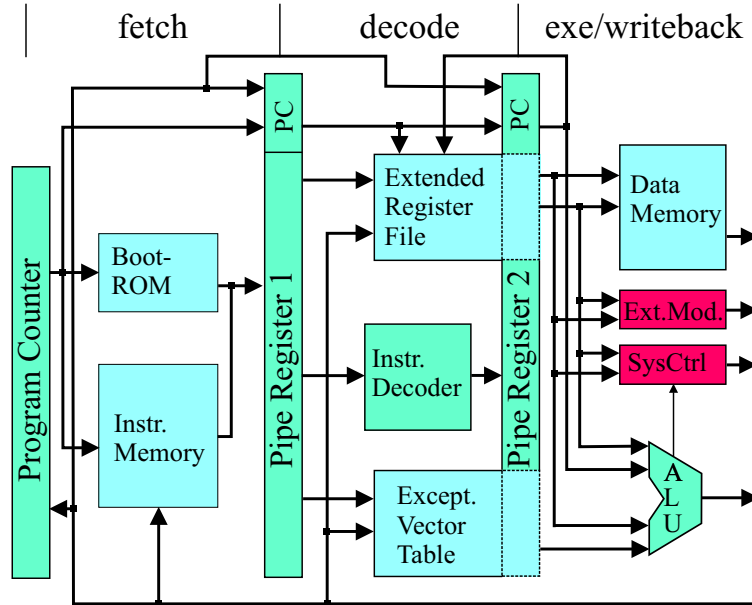 fetch
decode
exe/writeback
PC
PC
Program Counter
Boot-
ROM
Instr.
Memory
Pipe Register 1
Extended
Register
File
Instr.
Decoder
Except.
Vector
Table
Pipe Register 2
Data
Memory
Ext.Mod.
SysCtrl
A
L
U